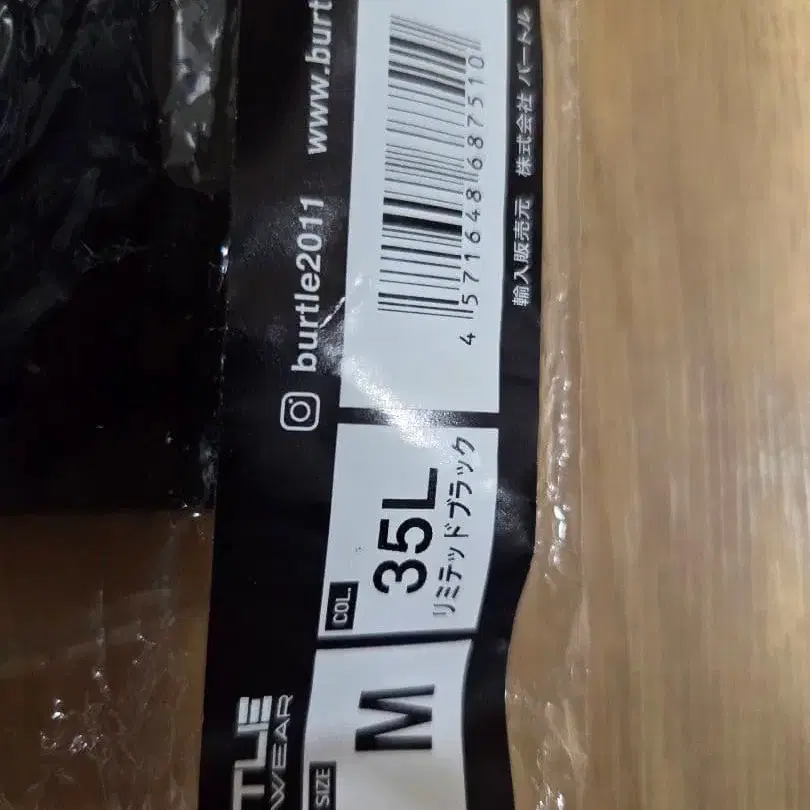 TLE
WEAR
SIZE
M
COL.
35L
リミテッドブラック
burtle2011
www.burt
4 571648 687510
輸入販売元 株式会社 バートル